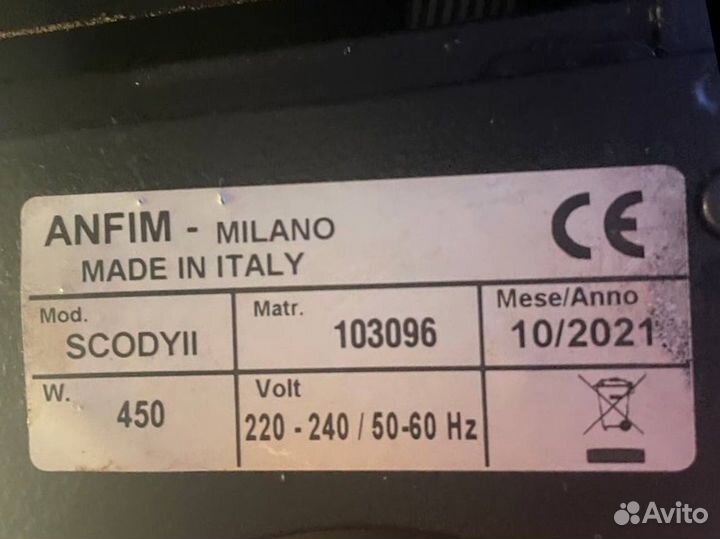 ANFIM - MILANO
MADE IN ITALY
CE
Mod.
SCODYII
Matr.
103096
Mese/Anno
10/2021
W.
450
Volt
220 - 240 / 50-60 Hz
Avito